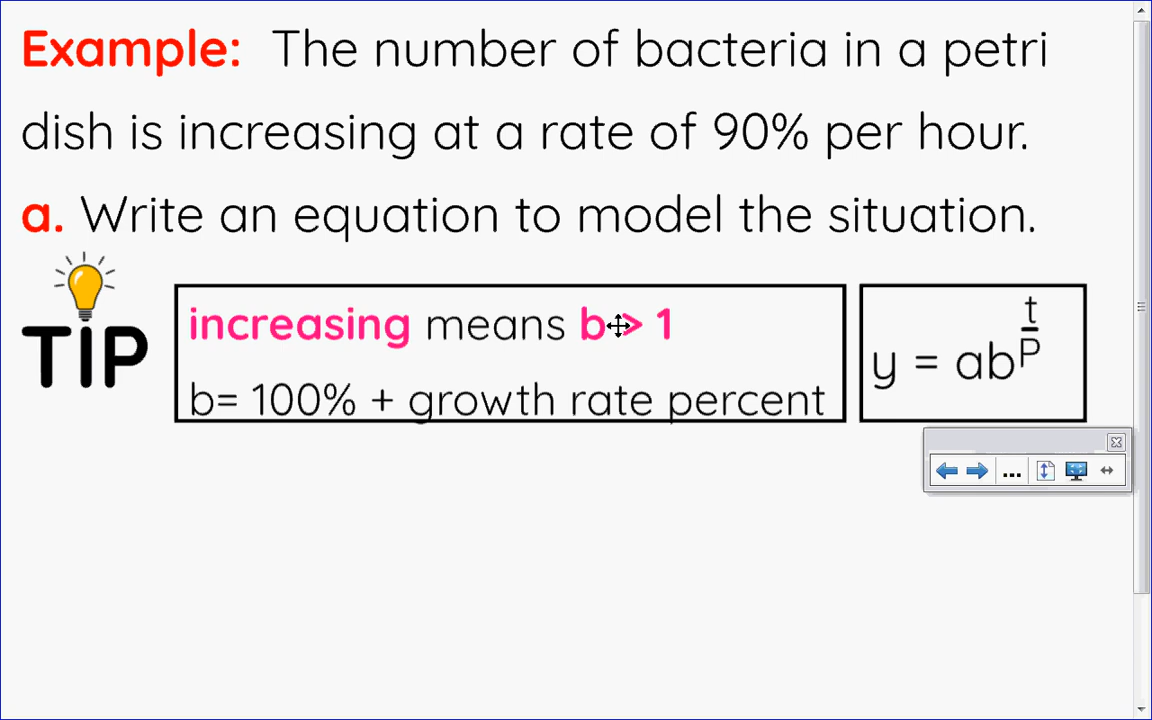 Example: The number of bacteria in a petri
dish is increasing at a rate of 90% per hour.
a. Write an equation to model the situation.
TIP
increasing means b > 1
b= 100% + growth rate percent
y = ab^(t/P)
...